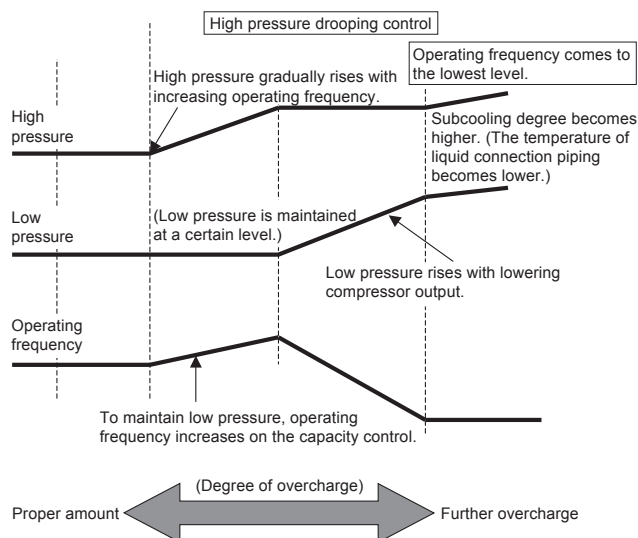 High pressure drooping control
Operating frequency comes to
the lowest level.
High pressure gradually rises with
increasing operating frequency.
High
pressure
Subcooling degree becomes
higher. (The temperature of
liquid connection piping
becomes lower.)
Low
pressure
(Low pressure is maintained
at a certain level.)
Low pressure rises with lowering
compressor output.
Operating
frequency
To maintain low pressure, operating
frequency increases on the capacity control.
(Degree of overcharge)
Proper amount
Further overcharge